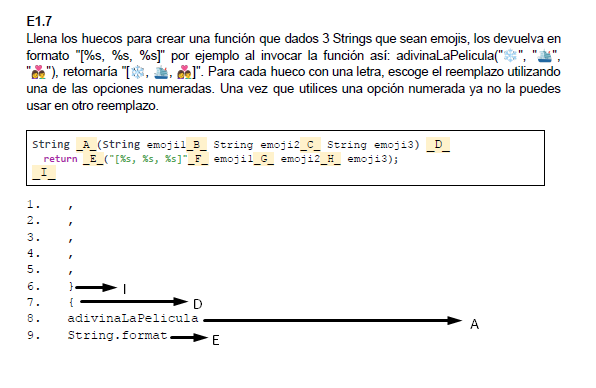 E1.7
Llena los huecos para crear una función que dados 3 Strings que sean emojis, los devuelva en
formato "[%s, %s, %s]" por ejemplo al invocar la función así: adivinaLaPelicula("❄️", "🛳️",
"💑"), retornaría "[❄️, 🛳️, 💑]". Para cada hueco con una letra, escoge el reemplazo utilizando
una de las opciones numeradas. Una vez que utilices una opción numerada ya no la puedes
usar en otro reemplazo.
String _A_(String emoji1_B_ String emoji2_C_ String emoji3) _D_
return _E_("[%s, %s, %s]"_F_ emoji1_G_ emoji2_H_ emoji3);
_I_
1. ,
2. ,
3. ,
4. ,
5. ,
6. } I
7. { D
8. adivinaLaPelicula A
9. String.format E